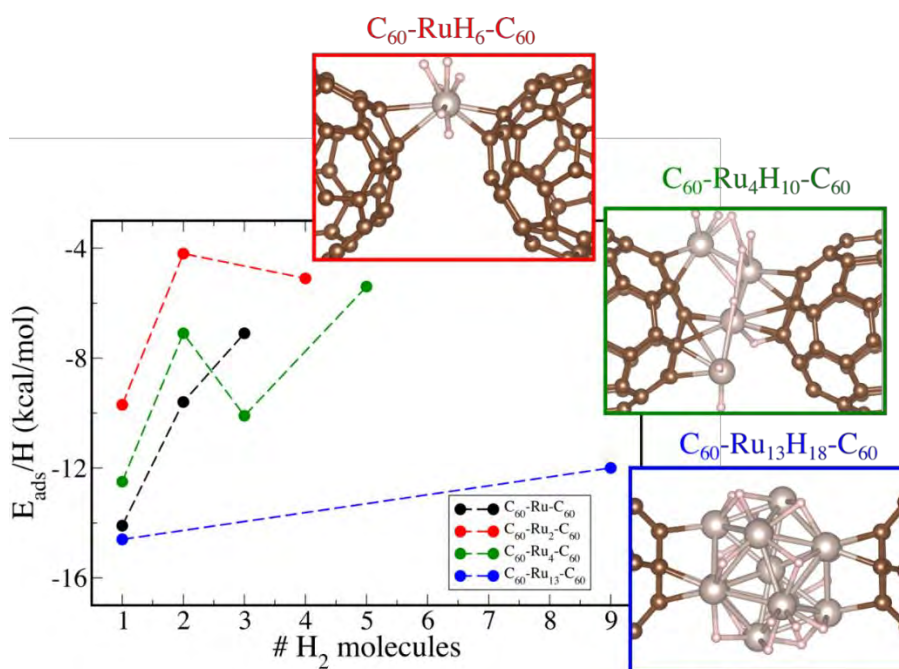 C₆₀-RuH₆-C₆₀
C₆₀-Ru₄H₁₀-C₆₀
C₆₀-Ru₁₃H₁₈-C₆₀
E_ads/H (kcal/mol)
-4
-8
-12
-16
C₆₀-Ru-C₆₀
C₆₀-Ru₂-C₆₀
C₆₀-Ru₄-C₆₀
C₆₀-Ru₁₃-C₆₀
1 2 3 4 5 6 7 8 9
# H₂ molecules